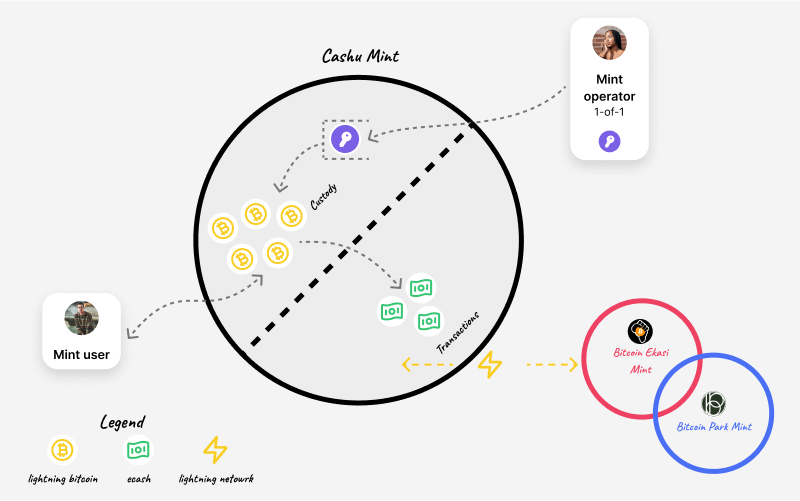 Cashu Mint
Mint
operator
1-of-1
Custody
Transactions
Mint user
Bitcoin Ekasi
Mint
Bitcoin Park Mint
Legend
lightning bitcoin
ecash
lightning netowrk